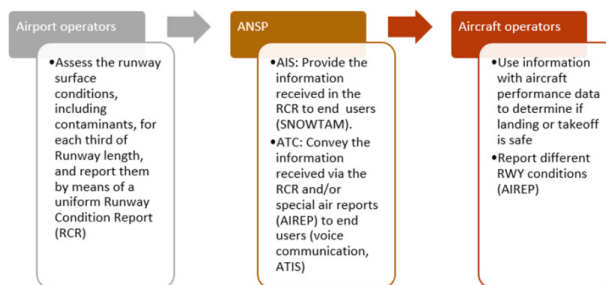 Airport operators
•Assess the runway
surface
conditions,
including
contaminants, for
each third of
Runway length,
and report them
by means of a
uniform Runway
Condition Report
(RCR)
ANSP
•AIS: Provide the
information
received in the
RCR to end users
(SNOWTAM).
•ATC: Convey the
information
received via the
RCR and/or
special air reports
(AIREP) to end
users (voice
communication,
ATIS)
Aircraft operators
•Use information
with aircraft
performance data
to determine if
landing or takeoff
is safe
•Report different
RWY conditions
(AIREP)